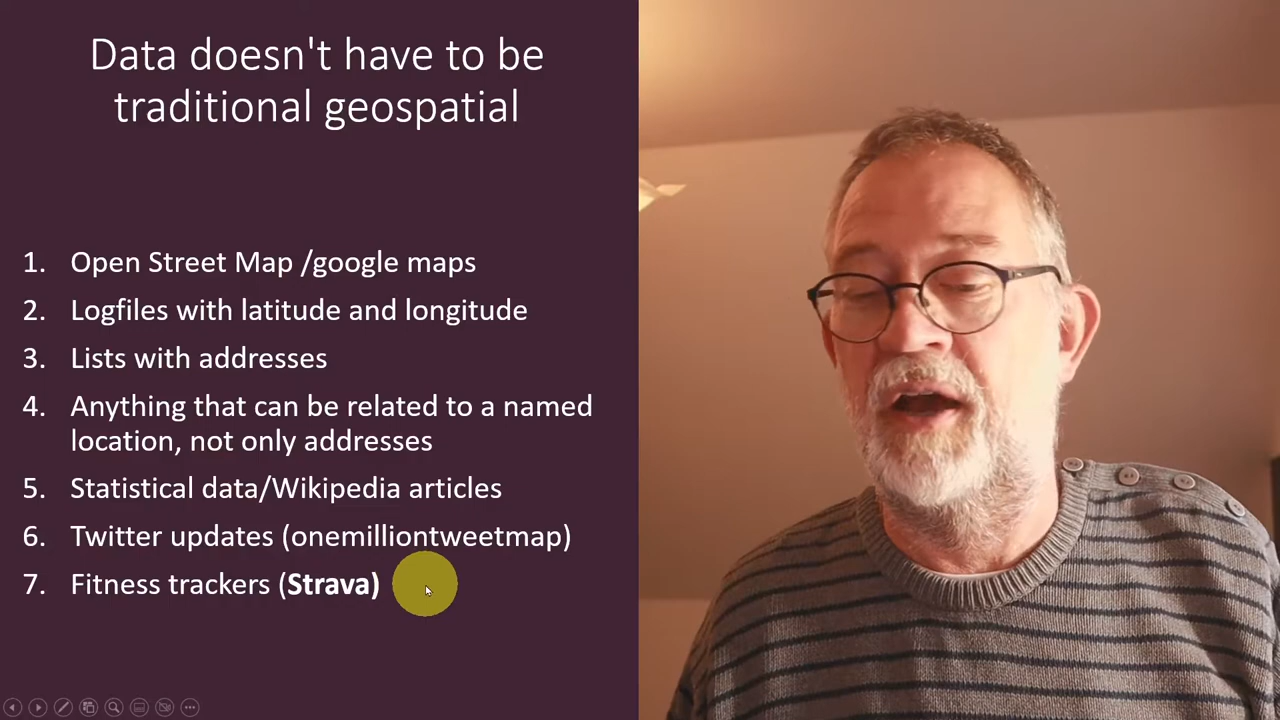 Data doesn't have to be
traditional geospatial
1. Open Street Map /google maps
2. Logfiles with latitude and longitude
3. Lists with addresses
4. Anything that can be related to a named
location, not only addresses
5. Statistical data/Wikipedia articles
6. Twitter updates (onemilliontweetmap)
7. Fitness trackers (Strava)